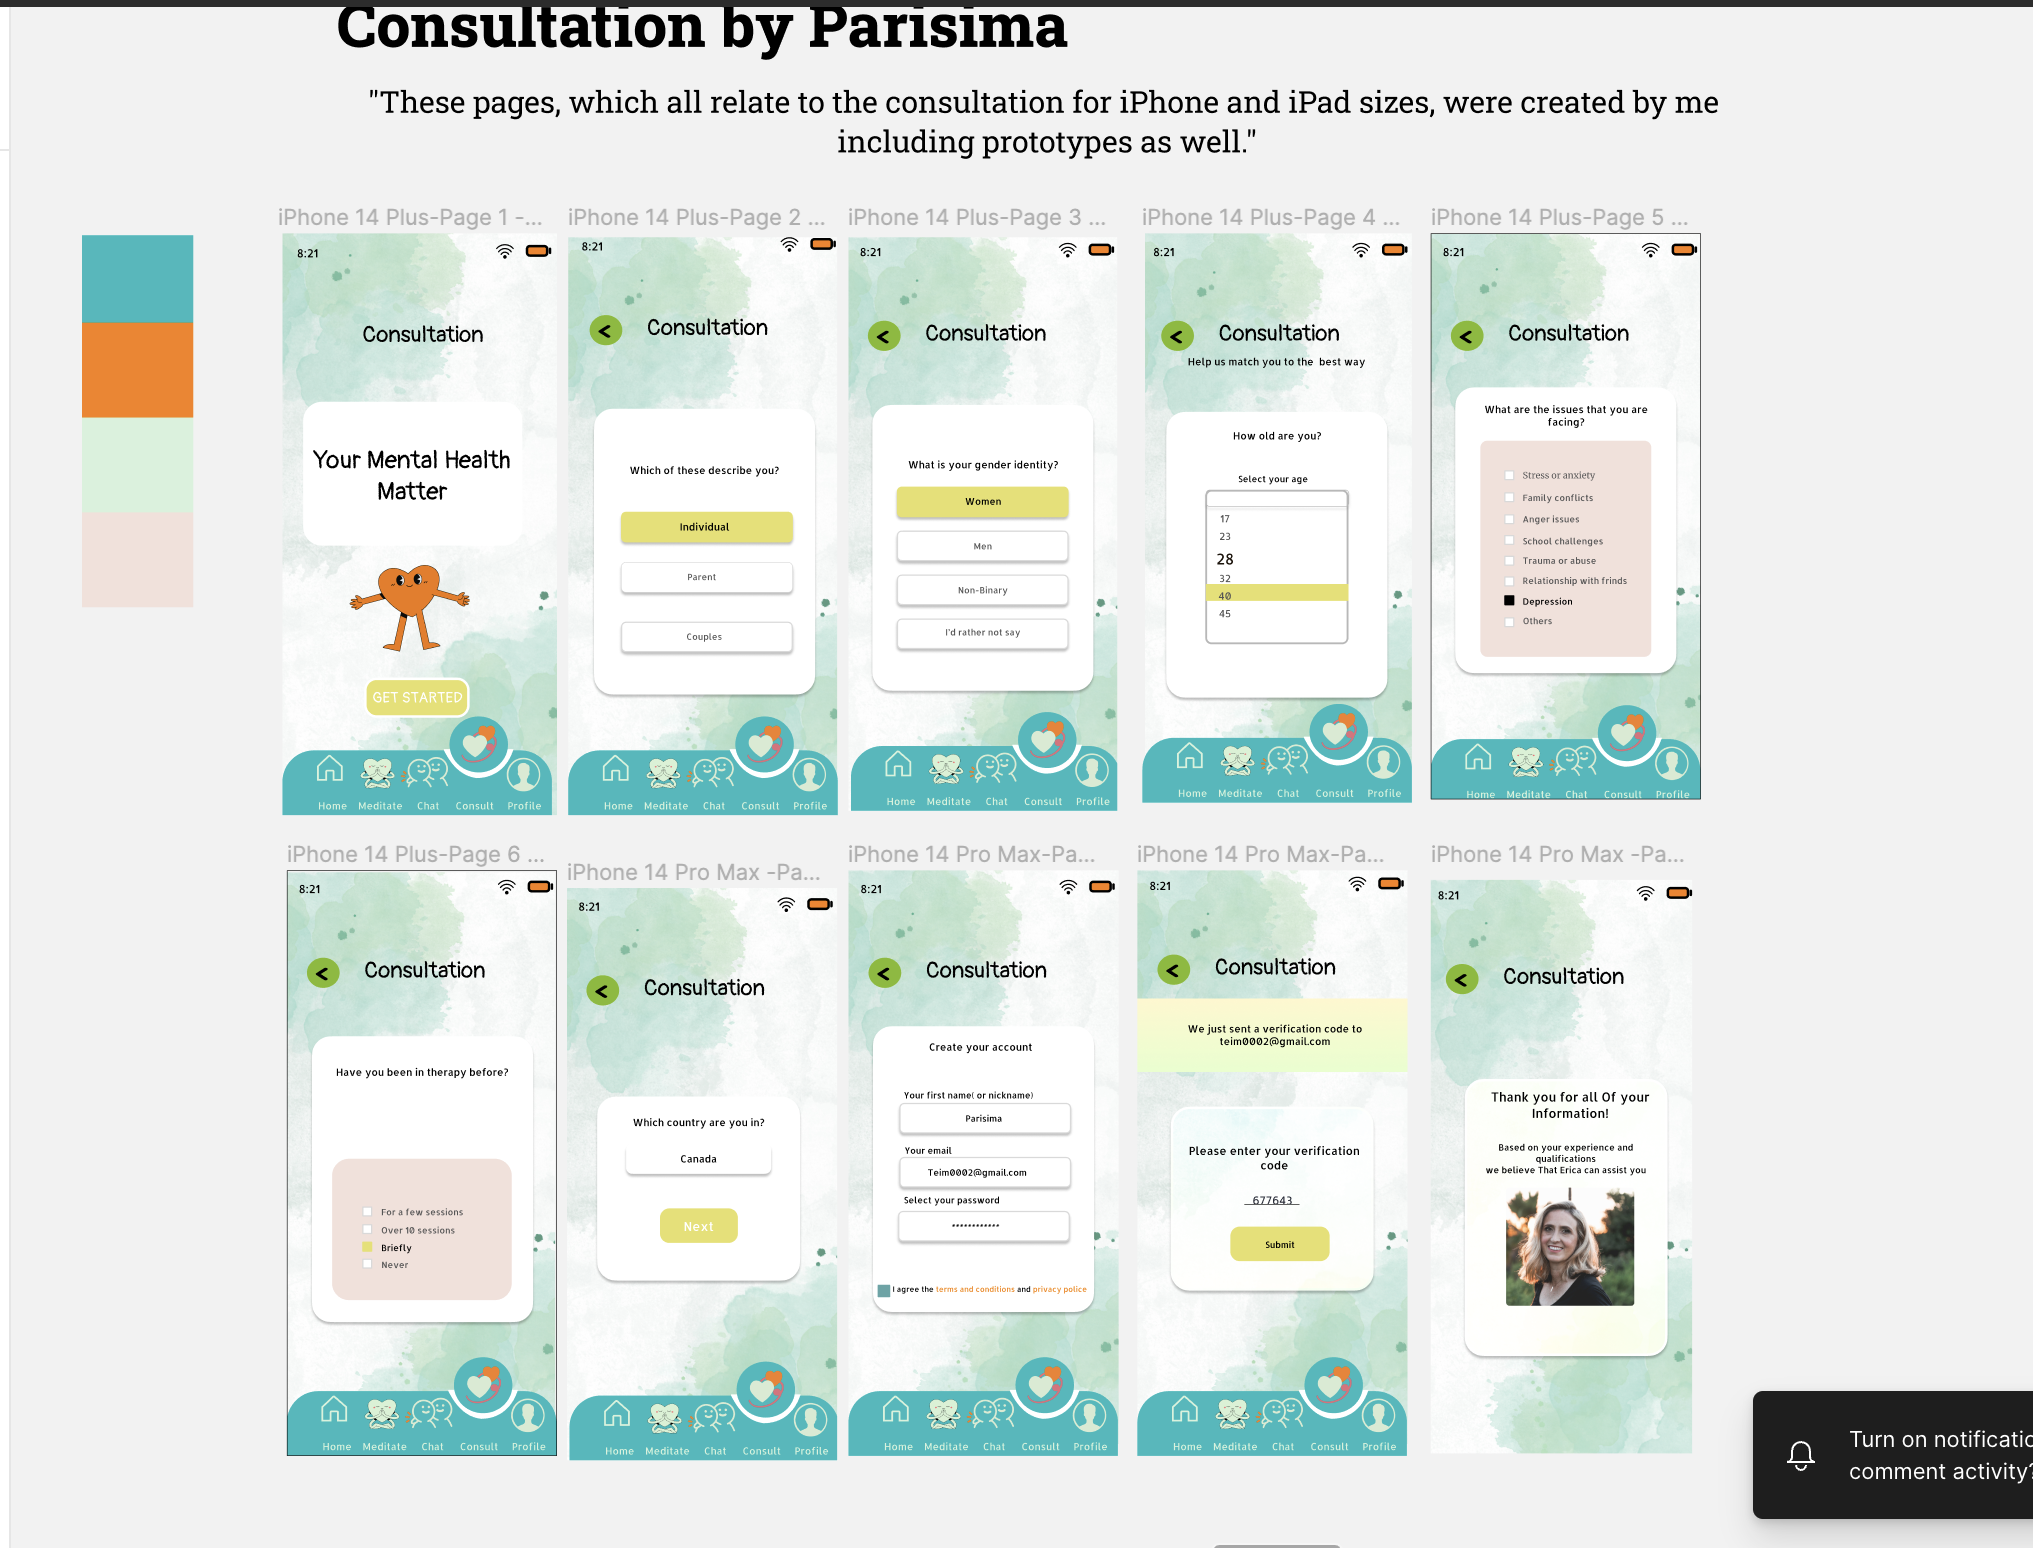 Consultation by Parisima
"These pages, which all relate to the consultation for iPhone and iPad sizes, were created by me
including prototypes as well."
iPhone 14 Plus-Page 1 -...
8:21
Consultation
Your Mental Health
Matter
GET STARTED
Home Meditate Chat Consult Profile
iPhone 14 Plus-Page 2 ...
8:21
Consultation
Which of these describe you?
Individual
Parent
Couples
Home Meditate Chat Consult Profile
iPhone 14 Plus-Page 3 ...
8:21
Consultation
What is your gender identity?
Women
Men
Non-Binary
I'd rather not say
Home Meditate Chat Consult Profile
iPhone 14 Plus-Page 4 ...
8:21
Consultation
Help us match you to the best way
How old are you?
Select your age
17
23
28
32
40
45
Home Meditate Chat Consult Profile
iPhone 14 Plus-Page 5 ...
8:21
Consultation
What are the issues that you are
facing?
Stress or anxiety
Family conflicts
Anger issues
School challenges
Trauma or abuse
Relationship with frinds
Depression
Others
Home Meditate Chat Consult Profile
iPhone 14 Plus-Page 6 ...
8:21
Consultation
Have you been in therapy before?
For a few sessions
Over 10 sessions
Briefly
Never
Home Meditate Chat Consult Profile
iPhone 14 Pro Max -Pa...
8:21
Consultation
Which country are you in?
Canada
Next
Home Meditate Chat Consult Profile
iPhone 14 Pro Max-Pa...
8:21
Consultation
Create your account
Your first name( or nickname)
Parisima
Your email
Teim0002@gmail.com
Select your password
************
I agree the terms and conditions and privacy police
Home Meditate Chat Consult Profile
iPhone 14 Pro Max-Pa...
8:21
Consultation
We just sent a verification code to
teim0002@gmail.com
Please enter your verification
code
677643
Submit
Home Meditate Chat Consult Profile
iPhone 14 Pro Max -Pa...
8:21
Consultation
Thank you for all Of your
Information!
Based on your experience and
qualifications
we believe That Erica can assist you
Turn on notificatio
comment activity?